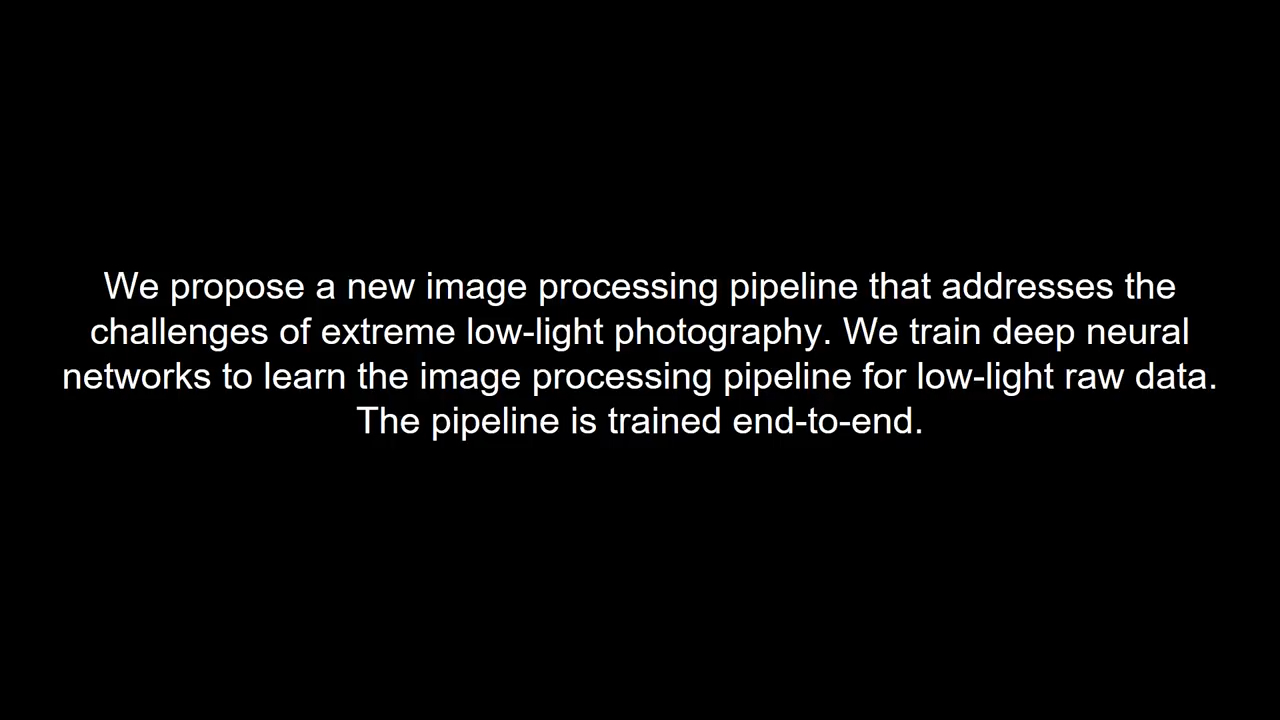 We propose a new image processing pipeline that addresses the
challenges of extreme low-light photography. We train deep neural
networks to learn the image processing pipeline for low-light raw data.
The pipeline is trained end-to-end.